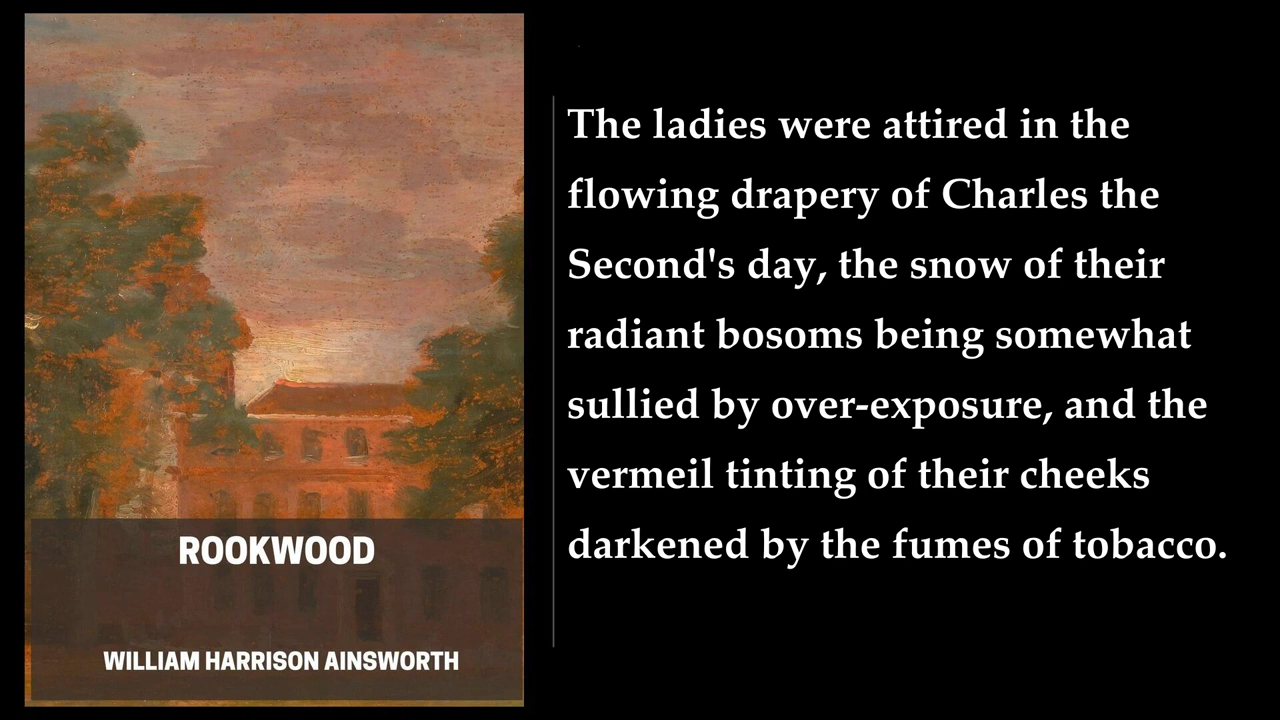 ROOKWOOD
WILLIAM HARRISON AINSWORTH
The ladies were attired in the
flowing drapery of Charles the
Second's day, the snow of their
radiant bosoms being somewhat
sullied by over-exposure, and the
vermeil tinting of their cheeks
darkened by the fumes of tobacco.